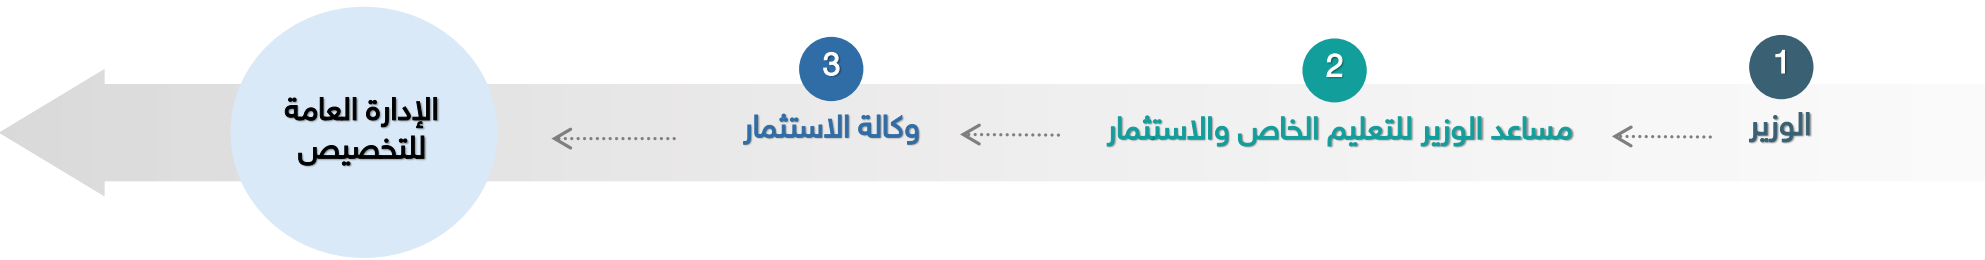 1
الوزير
2
مساعد الوزير للتعليم الخاص والاستثمار
3
وكالة الاستثمار
الإدارة العامة
للتخصيص